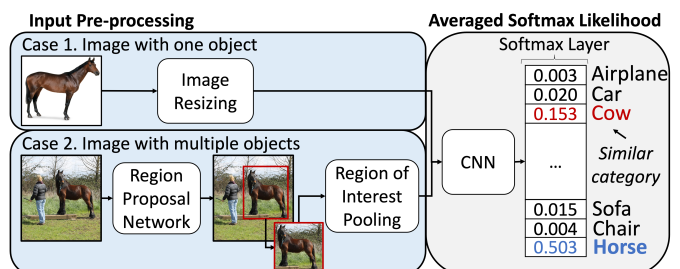 Input Pre-processing
Averaged Softmax Likelihood
Case 1. Image with one object
Image
Resizing
Case 2. Image with multiple objects
Region
Proposal
Network
Region of
Interest
Pooling
CNN
Softmax Layer
0.003 Airplane
0.020 Car
0.153 Cow
...
Similar
category
0.015 Sofa
0.004 Chair
0.503 Horse